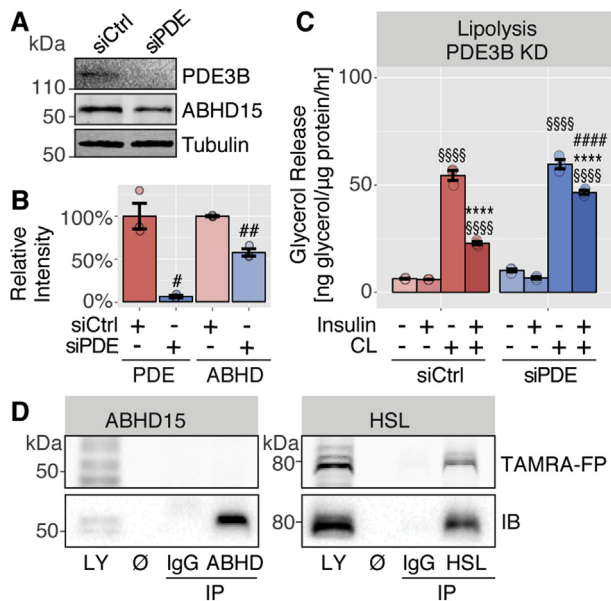 A
kDa
siCtrl siPDE
110
PDE3B
50
ABHD15
50
Tubulin
B
Relative
Intensity
100%
50%
0%
#
##
siCtrl + +
siPDE + +
PDE ABHD
C
Lipolysis
PDE3B KD
Glycerol Release
[ng glycerol/µg protein/hr]
100
50
0
§§§§
****
§§§§
§§§§
####
****
§§§§
Insulin - + - + - + - +
CL - - + + - - + +
siCtrl siPDE
D
ABHD15
HSL
kDa
50
kDa
80
TAMRA-FP
50
80
IB
LY Ø IgG ABHD
IP
LY Ø IgG HSL
IP